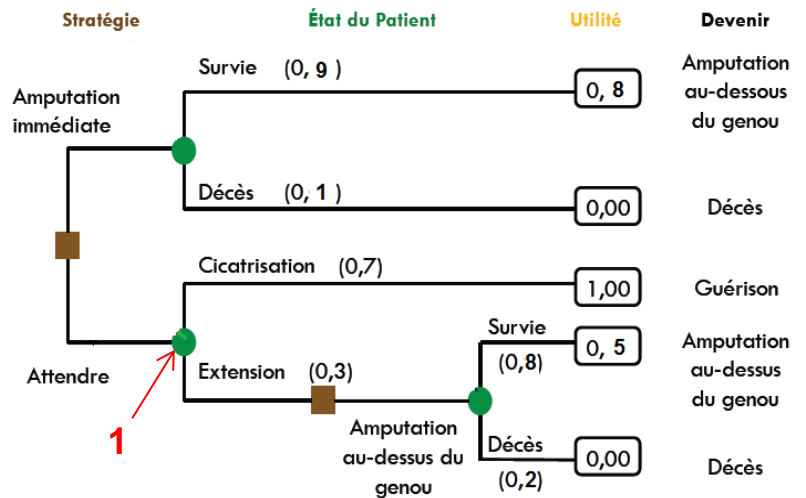 Stratégie
État du Patient
Utilité
Devenir
Survie (0, 9 )
0, 8
Amputation
au-dessous
du genou
Amputation
immédiate
Décès (0, 1 )
0,00
Décès
Cicatrisation (0,7)
1,00
Guérison
Attendre
1
Extension (0,3)
Amputation
au-dessus du
genou
Survie
(0,8)
0, 5
Amputation
au-dessus
du genou
Décès
(0,2)
0,00
Décès